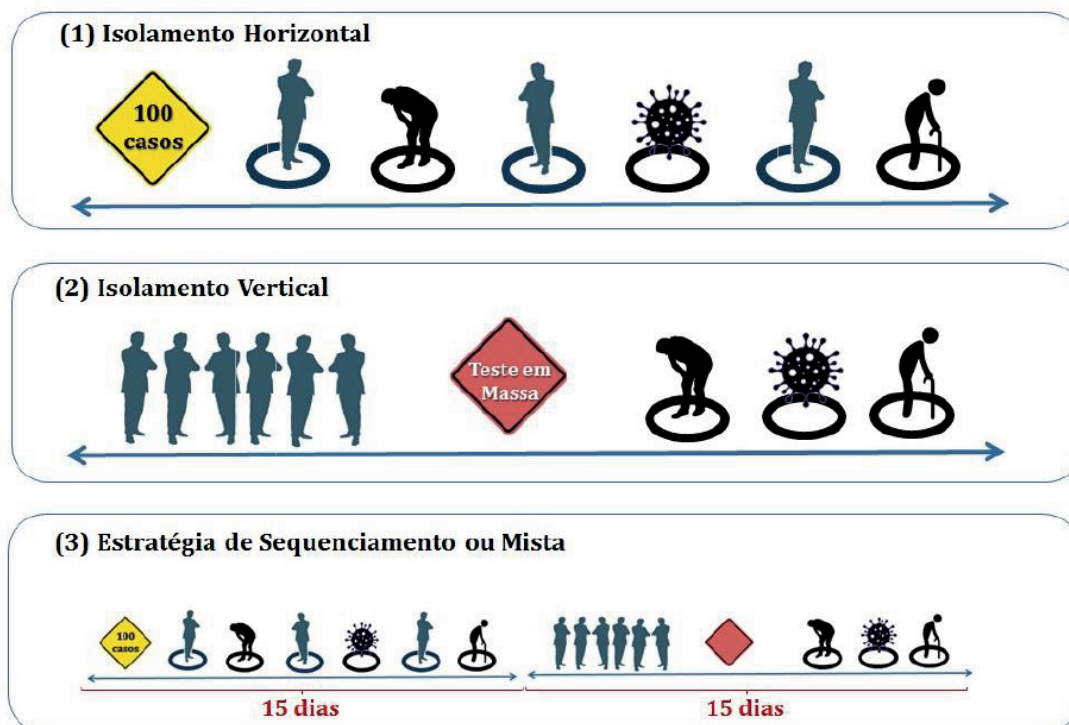 (1) Isolamento Horizontal
100
casos
(2) Isolamento Vertical
Teste em
Massa
(3) Estratégia de Sequenciamento ou Mista
100
casos
15 dias
15 dias